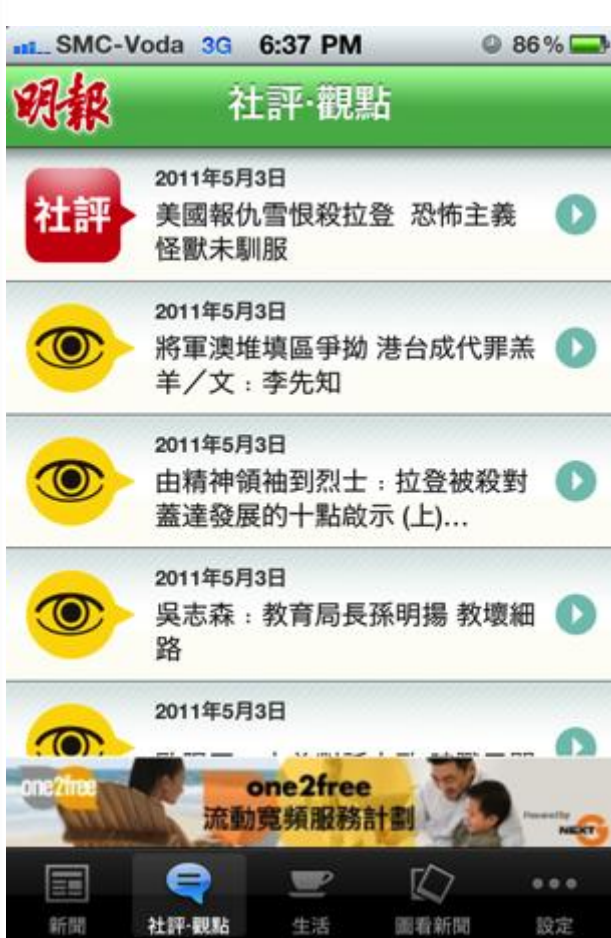 SMC-Voda 3G 6:37 PM 86%
明報 社評·觀點
2011年5月3日
社評
美國報仇雪恨殺拉登 恐怖主義
怪獸未馴服
2011年5月3日
將軍澳堆填區爭拗 港台成代罪羔
羊／文：李先知
2011年5月3日
由精神領袖到烈士：拉登被殺對
蓋達發展的十點啟示 (上)...
2011年5月3日
吳志森：教育局長孫明揚 教壞細
路
2011年5月3日
one2free
one2free
流動寬頻服務計劃
Powered by
NEXT G
新聞 社評·觀點 生活 圖看新聞 設定